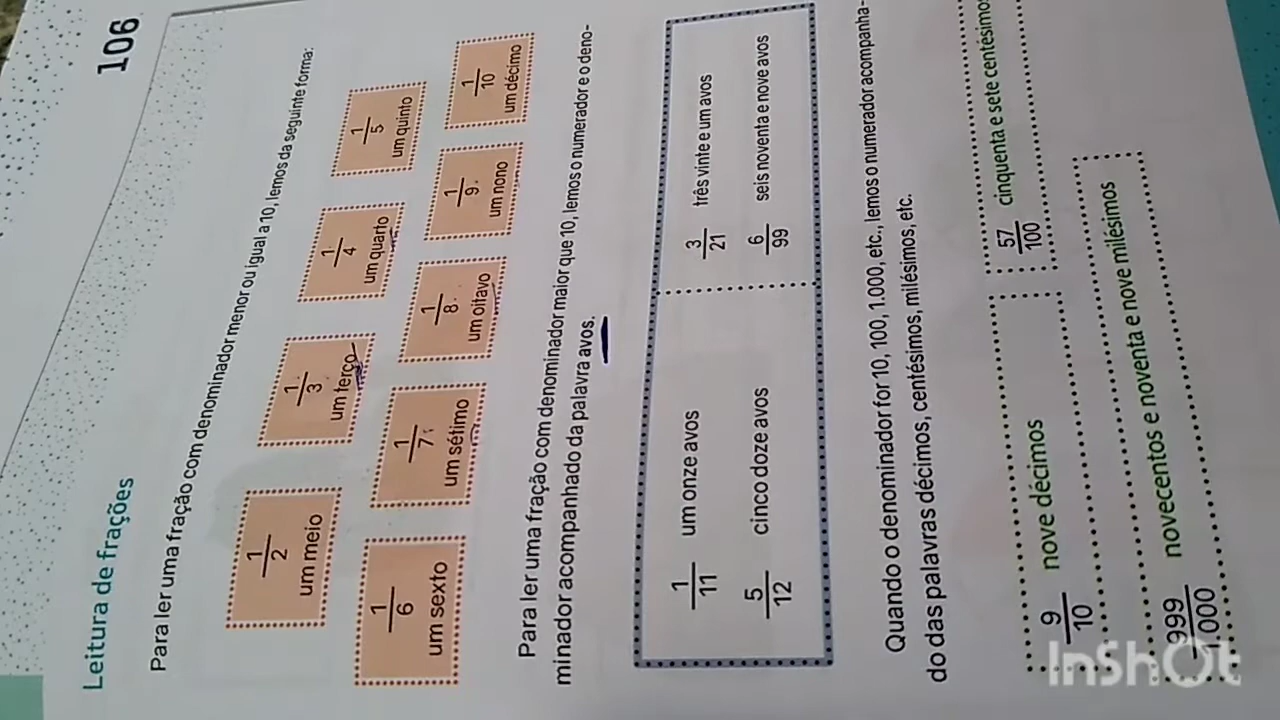 106
Leitura de frações
Para ler uma fração com denominador menor ou igual a 10, lemos da seguinte forma:
1/2 um meio
1/3 um terço
1/4 um quarto
1/5 um quinto
1/6 um sexto
1/7 um sétimo
1/8 um oitavo
1/9 um nono
1/10 um décimo
Para ler uma fração com denominador maior que 10, lemos o numerador e o deno-
minador acompanhado da palavra avos.
1/11 um onze avos
3/21 três vinte e um avos
5/12 cinco doze avos
6/99 seis noventa e nove avos
Quando o denominador for 10, 100, 1.000, etc., lemos o numerador acompanha-
do das palavras décimos, centésimos, milésimos, etc.
9/10 nove décimos
57/100 cinquenta e sete centésimos
999/1.000 novecentos e noventa e nove milésimos
InShOt